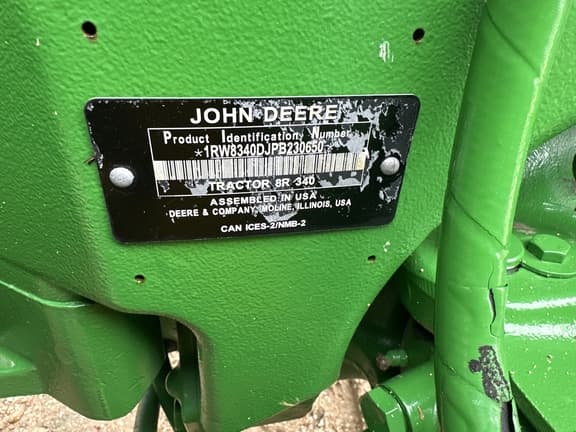 JOHN DEERE
Product Identification Number
*1RW8340DJPB230650
TRACTOR 8R 340
ASSEMBLED IN USA
DEERE & COMPANY, MOLINE, ILLINOIS, USA
CAN ICES-2/NMB-2